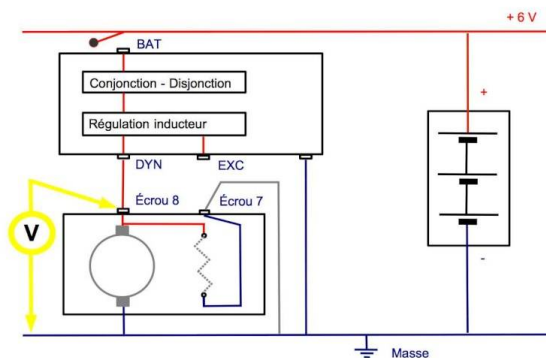 + 6 V
BAT
+
Conjonction - Disjonction
Régulation inducteur
DYN
EXC
Écrou 8
Écrou 7
V
-
Masse